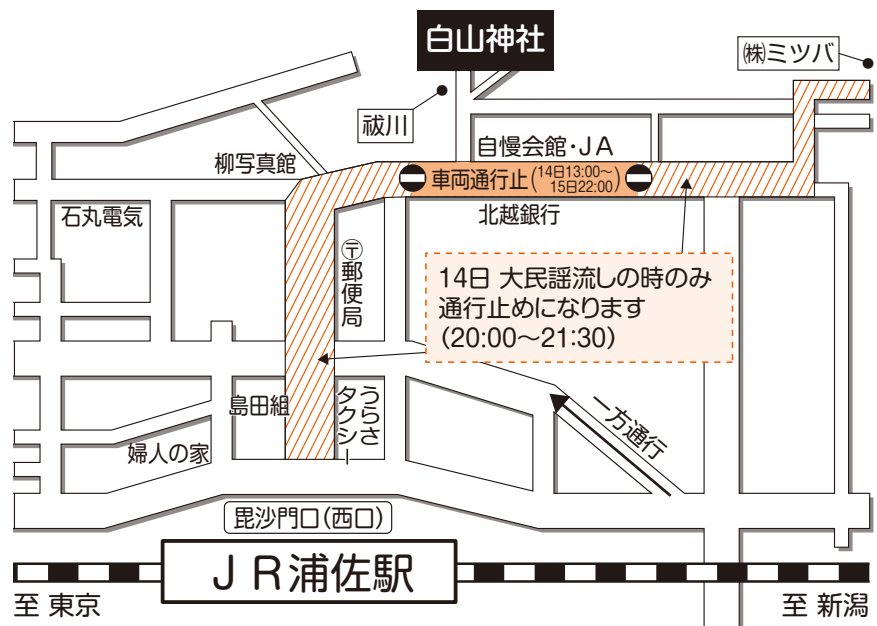 白山神社
㈱ミツバ
祓川
自慢会館・JA
柳写真館
車両通行止(14日13:00〜
15日22:00)
石丸電気
北越銀行
〒郵便局
14日 大民謡流しの時のみ
通行止めになります
(20:00〜21:30)
島田組
うらさ
タクシー
一方通行
婦人の家
毘沙門口(西口)
JR浦佐駅
至 東京
至 新潟